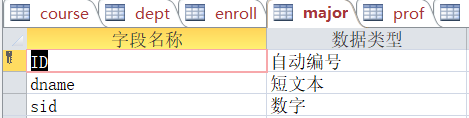 course dept enroll major prof
字段名称 数据类型
ID 自动编号
dname 短文本
sid 数字